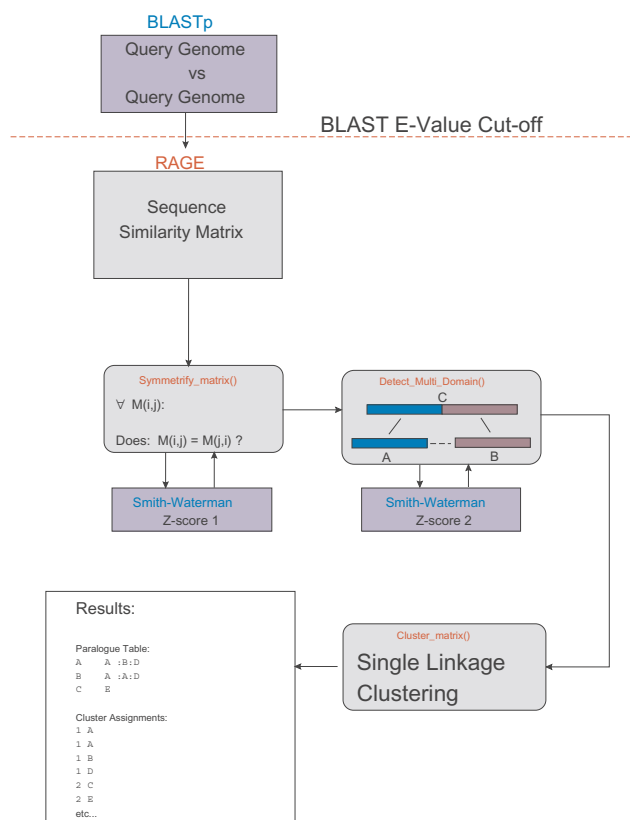 BLASTp
Query Genome
vs
Query Genome
BLAST E-Value Cut-off
RAGE
Sequence
Similarity Matrix
Symmetrify_matrix()
∀ M(i,j):
Does: M(i,j) = M(j,i) ?
Detect_Multi_Domain()
C
A
B
Smith-Waterman
Z-score 1
Smith-Waterman
Z-score 2
Cluster_matrix()
Single Linkage
Clustering
Results:
Paralogue Table:
A A :B:D
B A :A:D
C E
Cluster Assignments:
1 A
1 A
1 B
1 D
2 C
2 E
etc...